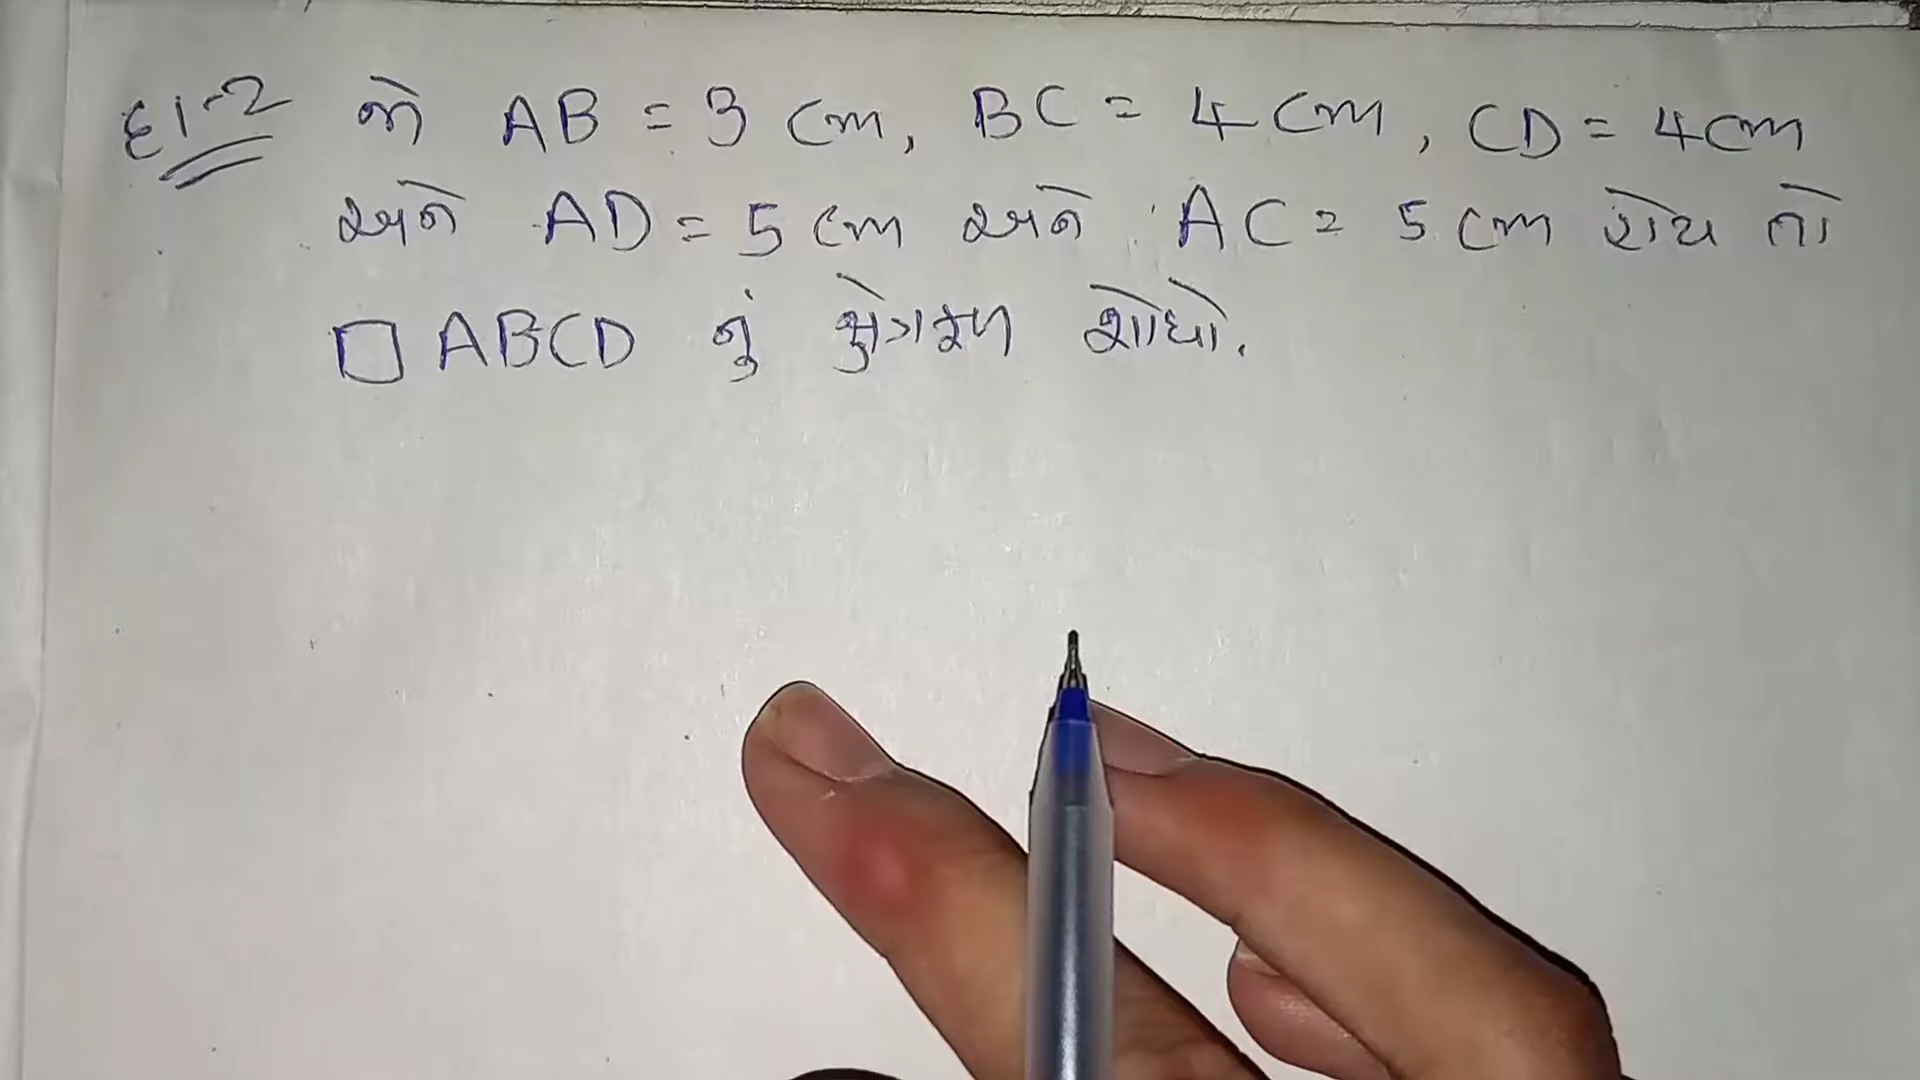 દા-2 જો AB = 3 Cm, BC = 4 Cm, CD = 4 Cm
અને AD = 5 Cm અને AC = 5 Cm હોય તો
□ ABCD નું ક્ષેત્રફળ શોધો.